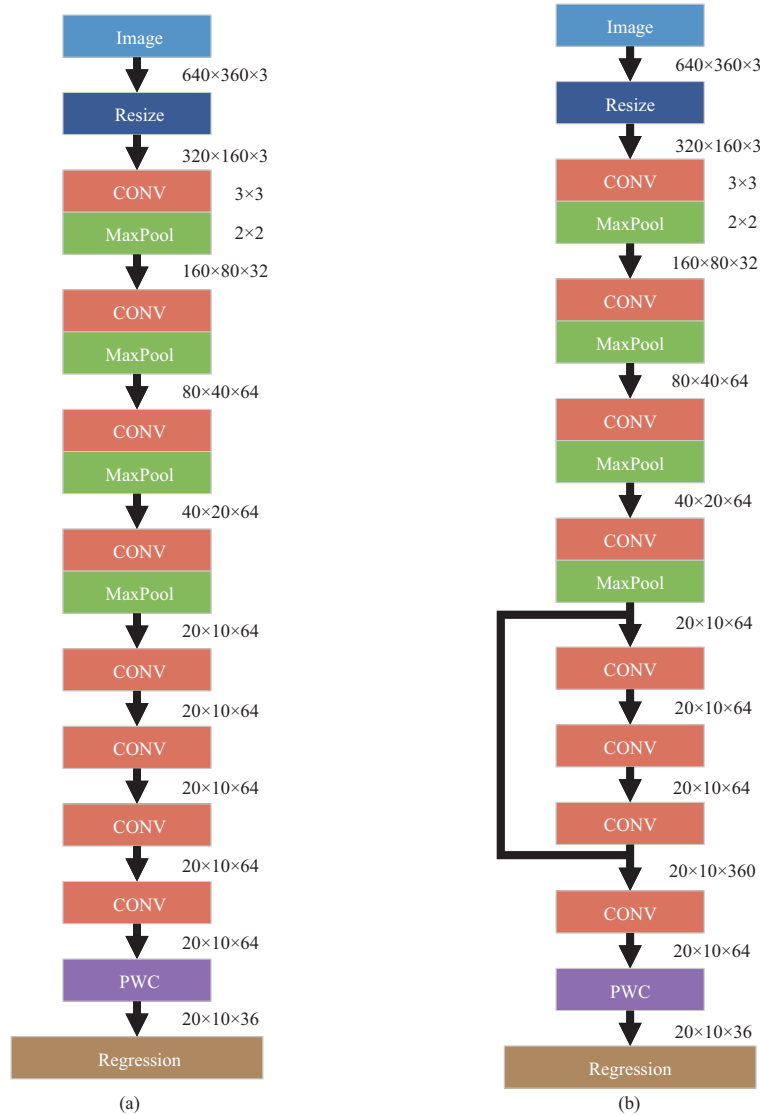 Image
640×360×3
Resize
320×160×3
CONV
3×3
MaxPool
2×2
160×80×32
CONV
MaxPool
80×40×64
CONV
MaxPool
40×20×64
CONV
MaxPool
20×10×64
CONV
20×10×64
CONV
20×10×64
CONV
20×10×64
CONV
20×10×64
PWC
20×10×36
Regression
(a)
Image
640×360×3
Resize
320×160×3
CONV
3×3
MaxPool
2×2
160×80×32
CONV
MaxPool
80×40×64
CONV
MaxPool
40×20×64
CONV
MaxPool
20×10×64
CONV
20×10×64
CONV
20×10×64
CONV
20×10×360
CONV
20×10×64
PWC
20×10×36
Regression
(b)